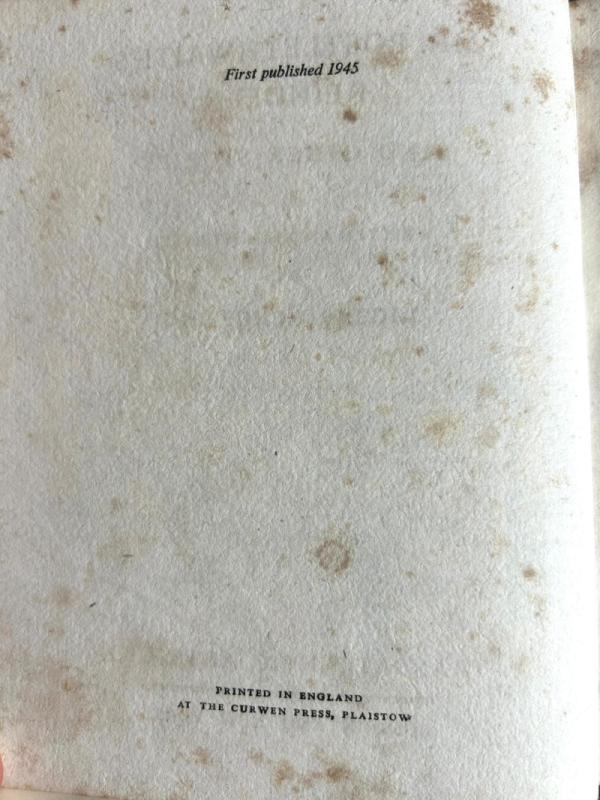 First published 1945
PRINTED IN ENGLAND
AT THE CURWEN PRESS, PLAISTOW